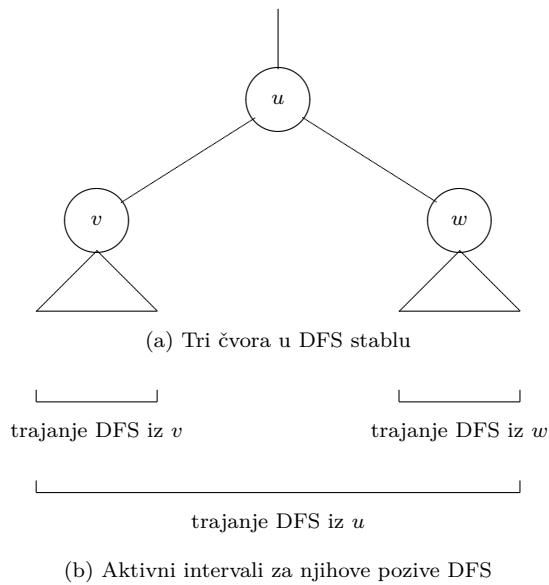 u
v
w
(a) Tri čvora u DFS stablu
trajanje DFS iz v
trajanje DFS iz w
trajanje DFS iz u
(b) Aktivni intervali za njihove pozive DFS